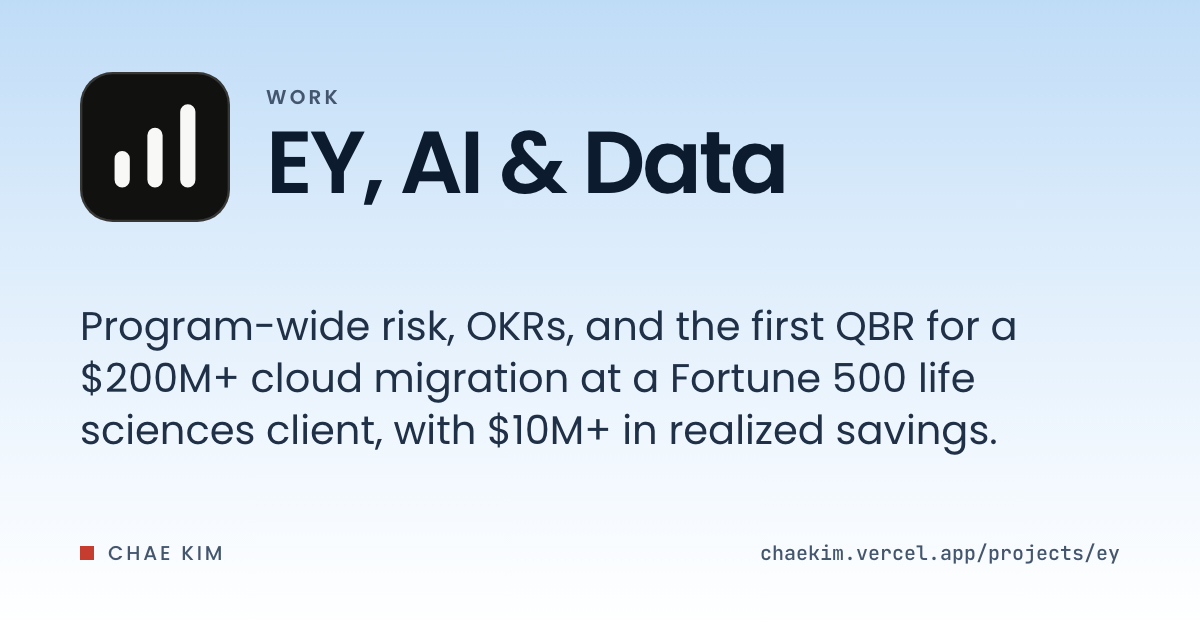 WORK
EY, AI & Data
Program-wide risk, OKRs, and the first QBR for a
$200M+ cloud migration at a Fortune 500 life
sciences client, with $10M+ in realized savings.
CHAE KIM
chaekim.vercel.app/projects/ey